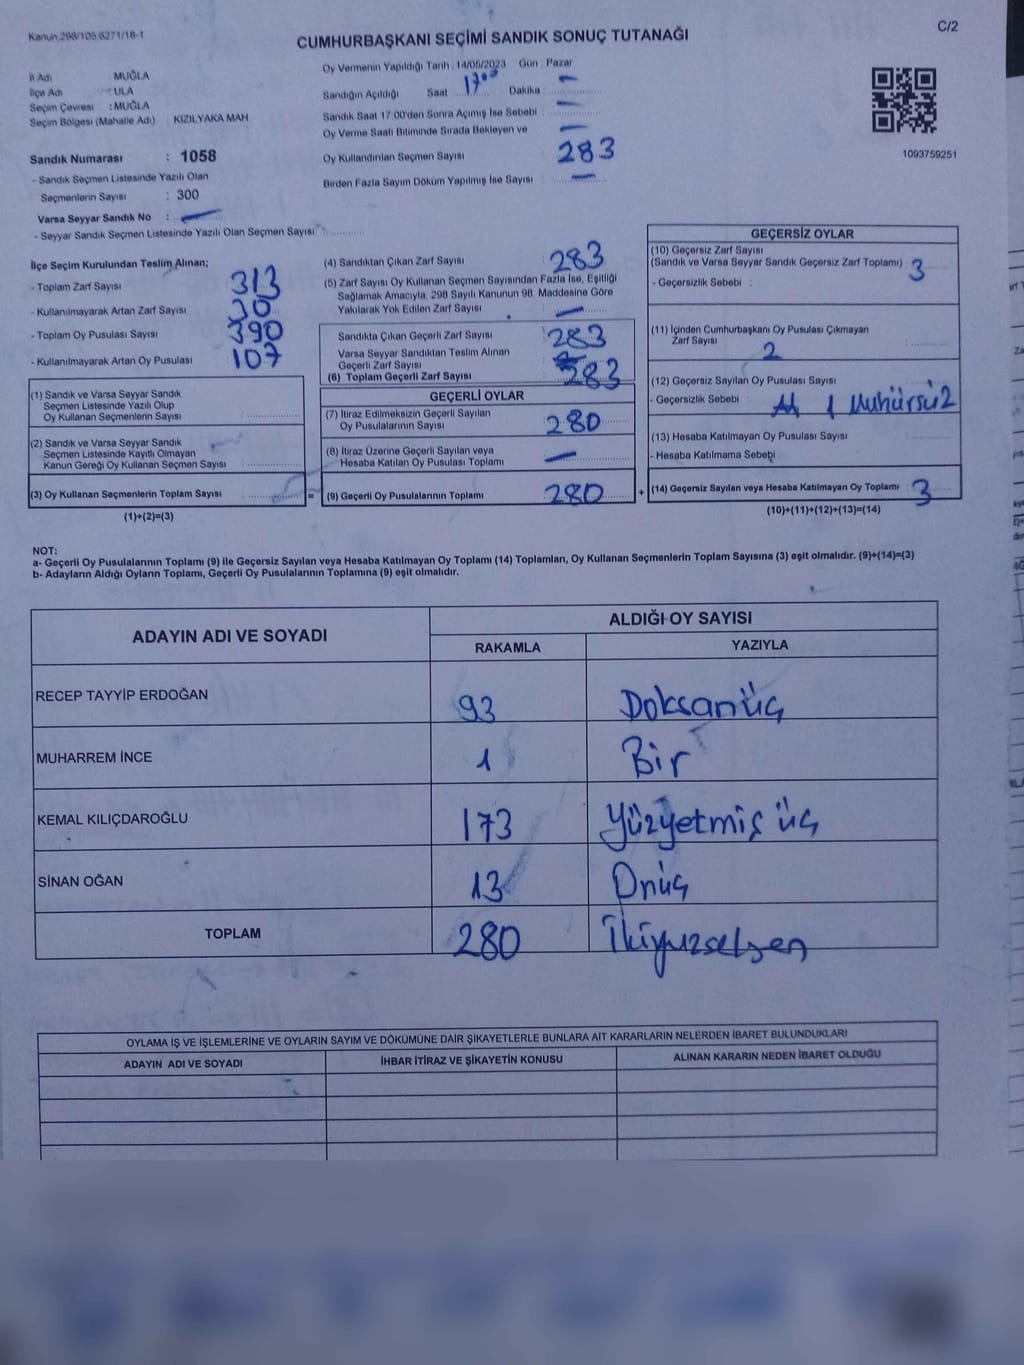 Kanun.298/105,6271/18-1
C/2
CUMHURBAŞKANI SEÇİMİ SANDIK SONUÇ TUTANAĞI
İl Adı MUĞLA
İlçe Adı : ULA
Seçim Çevresi : MUĞLA
Seçim Bölgesi (Mahalle Adı) : KIZILYAKA MAH.
Sandık Numarası : 1058
- Sandık Seçmen Listesinde Yazılı Olan
Seçmenlerin Sayısı : 300
Varsa Seyyar Sandık No : —
- Seyyar Sandık Seçmen Listesinde Yazılı Olan Seçmen Sayısı:
Oy Vermenin Yapıldığı Tarih : 14/05/2023 Gün : Pazar
Sandığın Açıldığı Saat 17 00 Dakika : —
Sandık Saat 17:00'den Sonra Açımış İse Sebebi : —
Oy Verme Saati Bitiminde Sırada Bekleyen ve —
Oy Kullandırılan Seçmen Sayısı : 283
Birden Fazla Sayım Döküm Yapılmış İse Sayısı : —
1093759251
İlçe Seçim Kurulundan Teslim Alınan;
- Toplam Zarf Sayısı : 313
- Kullanılmayarak Artan Zarf Sayısı : 30
- Toplam Oy Pusulası Sayısı : 390
- Kullanılmayarak Artan Oy Pusulası : 107
(1) Sandık ve Varsa Seyyar Sandık
Seçmen Listesinde Yazılı Olup
Oy Kullanan Seçmenlerin Sayısı :
(2) Sandık ve Varsa Seyyar Sandık
Seçmen Listesinde Kayıtlı Olmayan
Kanun Gereği Oy Kullanan Seçmen Sayısı :
(3) Oy Kullanan Seçmenlerin Toplam Sayısı :
(1)+(2)=(3)
(4) Sandıktan Çıkan Zarf Sayısı : 283
(5) Zarf Sayısı Oy Kullanan Seçmen Sayısından Fazla İse, Eşitliği
Sağlamak Amacıyla, 298 Sayılı Kanunun 98. Maddesine Göre
Yakılarak Yok Edilen Zarf Sayısı : —
Sandıkta Çıkan Geçerli Zarf Sayısı : 283
Varsa Seyyar Sandıktan Teslim Alınan
Geçerli Zarf Sayısı
(6) Toplam Geçerli Zarf Sayısı 283
GEÇERLİ OYLAR
(7) İtiraz Edilmeksizin Geçerli Sayılan
Oy Pusulalarının Sayısı : 280
(8) İtiraz Üzerine Geçerli Sayılan veya
Hesaba Katılan Oy Pusulası Toplamı : —
= (9) Geçerli Oy Pusulalarının Toplamı : 280 +
GEÇERSİZ OYLAR
(10) Geçersiz Zarf Sayısı
(Sandık ve Varsa Seyyar Sandık Geçersiz Zarf Toplamı) : 3
- Geçersizlik Sebebi :
(11) İçinden Cumhurbaşkanı Oy Pusulası Çıkmayan
Zarf Sayısı 2
(12) Geçersiz Sayılan Oy Pusulası Sayısı
- Geçersizlik Sebebi : 1 Mühürsüz
(13) Hesaba Katılmayan Oy Pusulası Sayısı :
- Hesaba Katılmama Sebebi :
(14) Geçersiz Sayılan veya Hesaba Katılmayan Oy Toplamı : 3
(10)+(11)+(12)+(13)=(14)
NOT:
a- Geçerli Oy Pusulalarının Toplamı (9) ile Geçersiz Sayılan veya Hesaba Katılmayan Oy Toplamı (14) Toplamları, Oy Kullanan Seçmenlerin Toplam Sayısına (3) eşit olmalıdır. (9)+(14)=(3)
b- Adayların Aldığı Oyların Toplamı, Geçerli Oy Pusulalarının Toplamına (9) eşit olmalıdır.
ADAYIN ADI VE SOYADI ALDIĞI OY SAYISI
RAKAMLA YAZIYLA
RECEP TAYYİP ERDOĞAN 93 Doksanüç
MUHARREM İNCE 1 Bir
KEMAL KILIÇDAROĞLU 173 Yüzyetmiş üç
SİNAN OĞAN 13 Onüç
TOPLAM 280 İkiyüzseksen
OYLAMA İŞ VE İŞLEMLERİNE VE OYLARIN SAYIM VE DÖKÜMÜNE DAİR ŞİKAYETLERLE BUNLARA AİT KARARLARIN NELERDEN İBARET BULUNDUKLARI
ADAYIN ADI VE SOYADI İHBAR İTİRAZ VE ŞİKAYETİN KONUSU ALINAN KARARIN NEDEN İBARET OLDUĞU